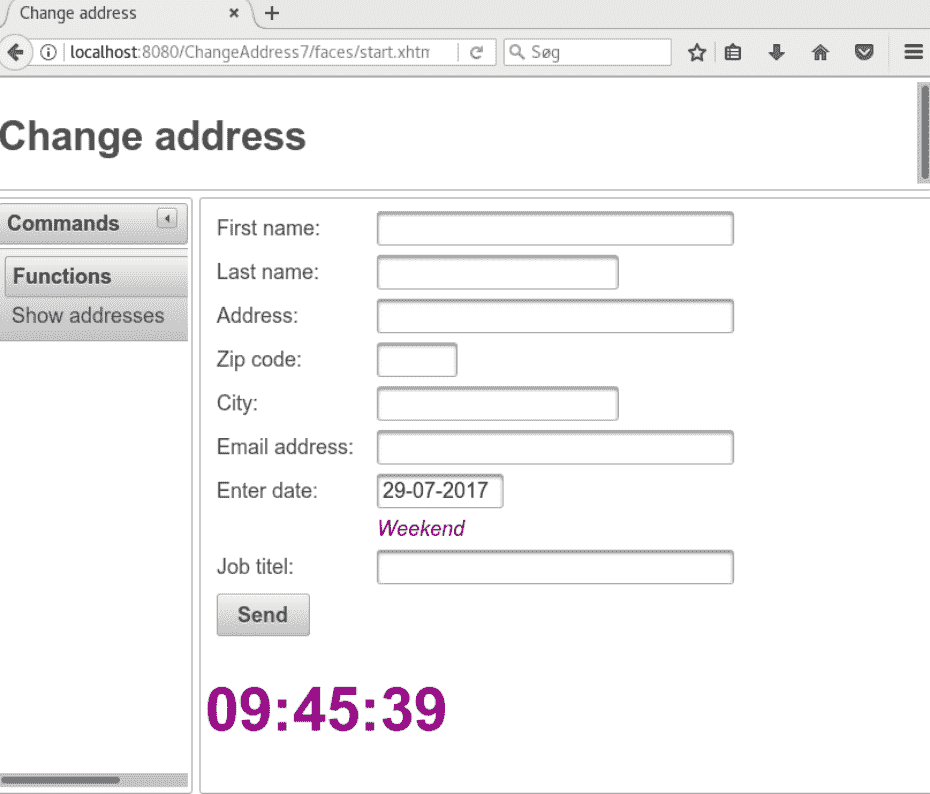 Change address
localhost:8080/ChangeAddress7/faces/start.xhtm
Søg
Change address
Commands
Functions
Show addresses
First name:
Last name:
Address:
Zip code:
City:
Email address:
Enter date: 29-07-2017
Weekend
Job titel:
Send
09:45:39